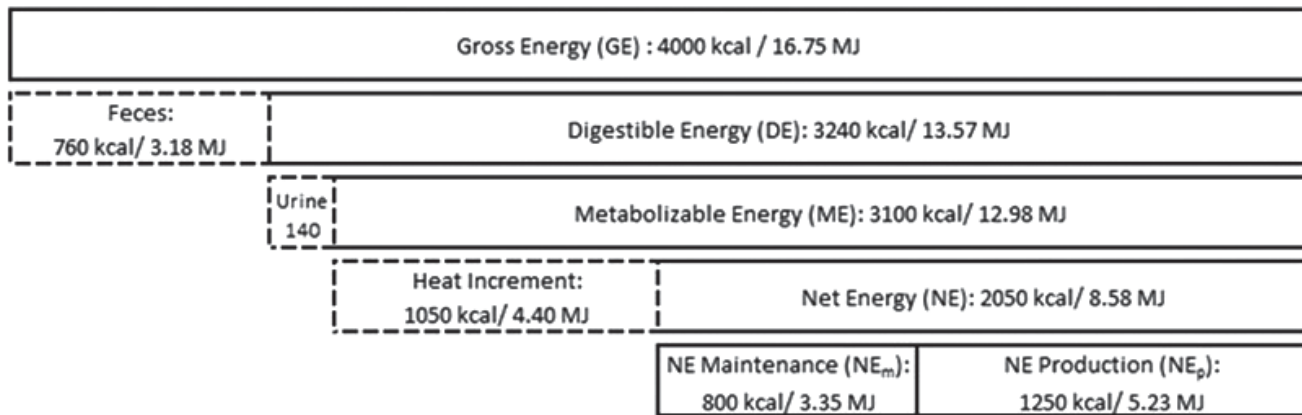 Gross Energy (GE) : 4000 kcal / 16.75 MJ
Feces:
760 kcal/ 3.18 MJ
Digestible Energy (DE): 3240 kcal/ 13.57 MJ
Urine
140
Metabolizable Energy (ME): 3100 kcal/ 12.98 MJ
Heat Increment:
1050 kcal/ 4.40 MJ
Net Energy (NE): 2050 kcal/ 8.58 MJ
NE Maintenance (NEₘ):
800 kcal/ 3.35 MJ
NE Production (NEₚ):
1250 kcal/ 5.23 MJ